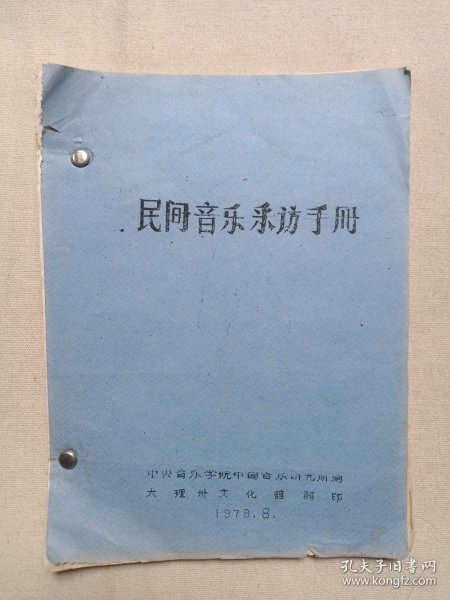 民间音乐采访手册
中央音乐学院中国音乐研究所编
大理州文化馆翻印
1979.8.
孔夫子旧书网
www.kongfz.com